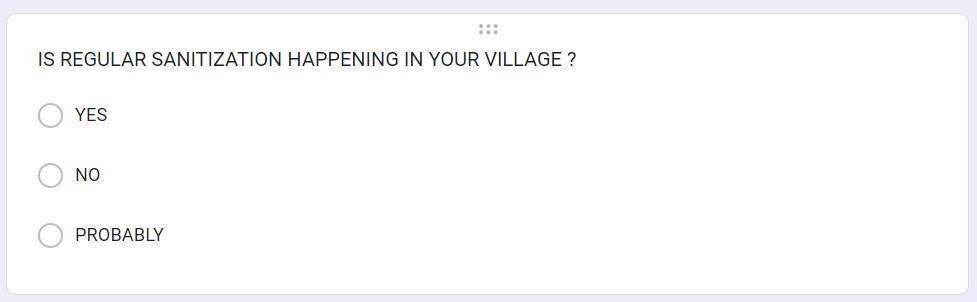 IS REGULAR SANITIZATION HAPPENING IN YOUR VILLAGE ?
YES
NO
PROBABLY